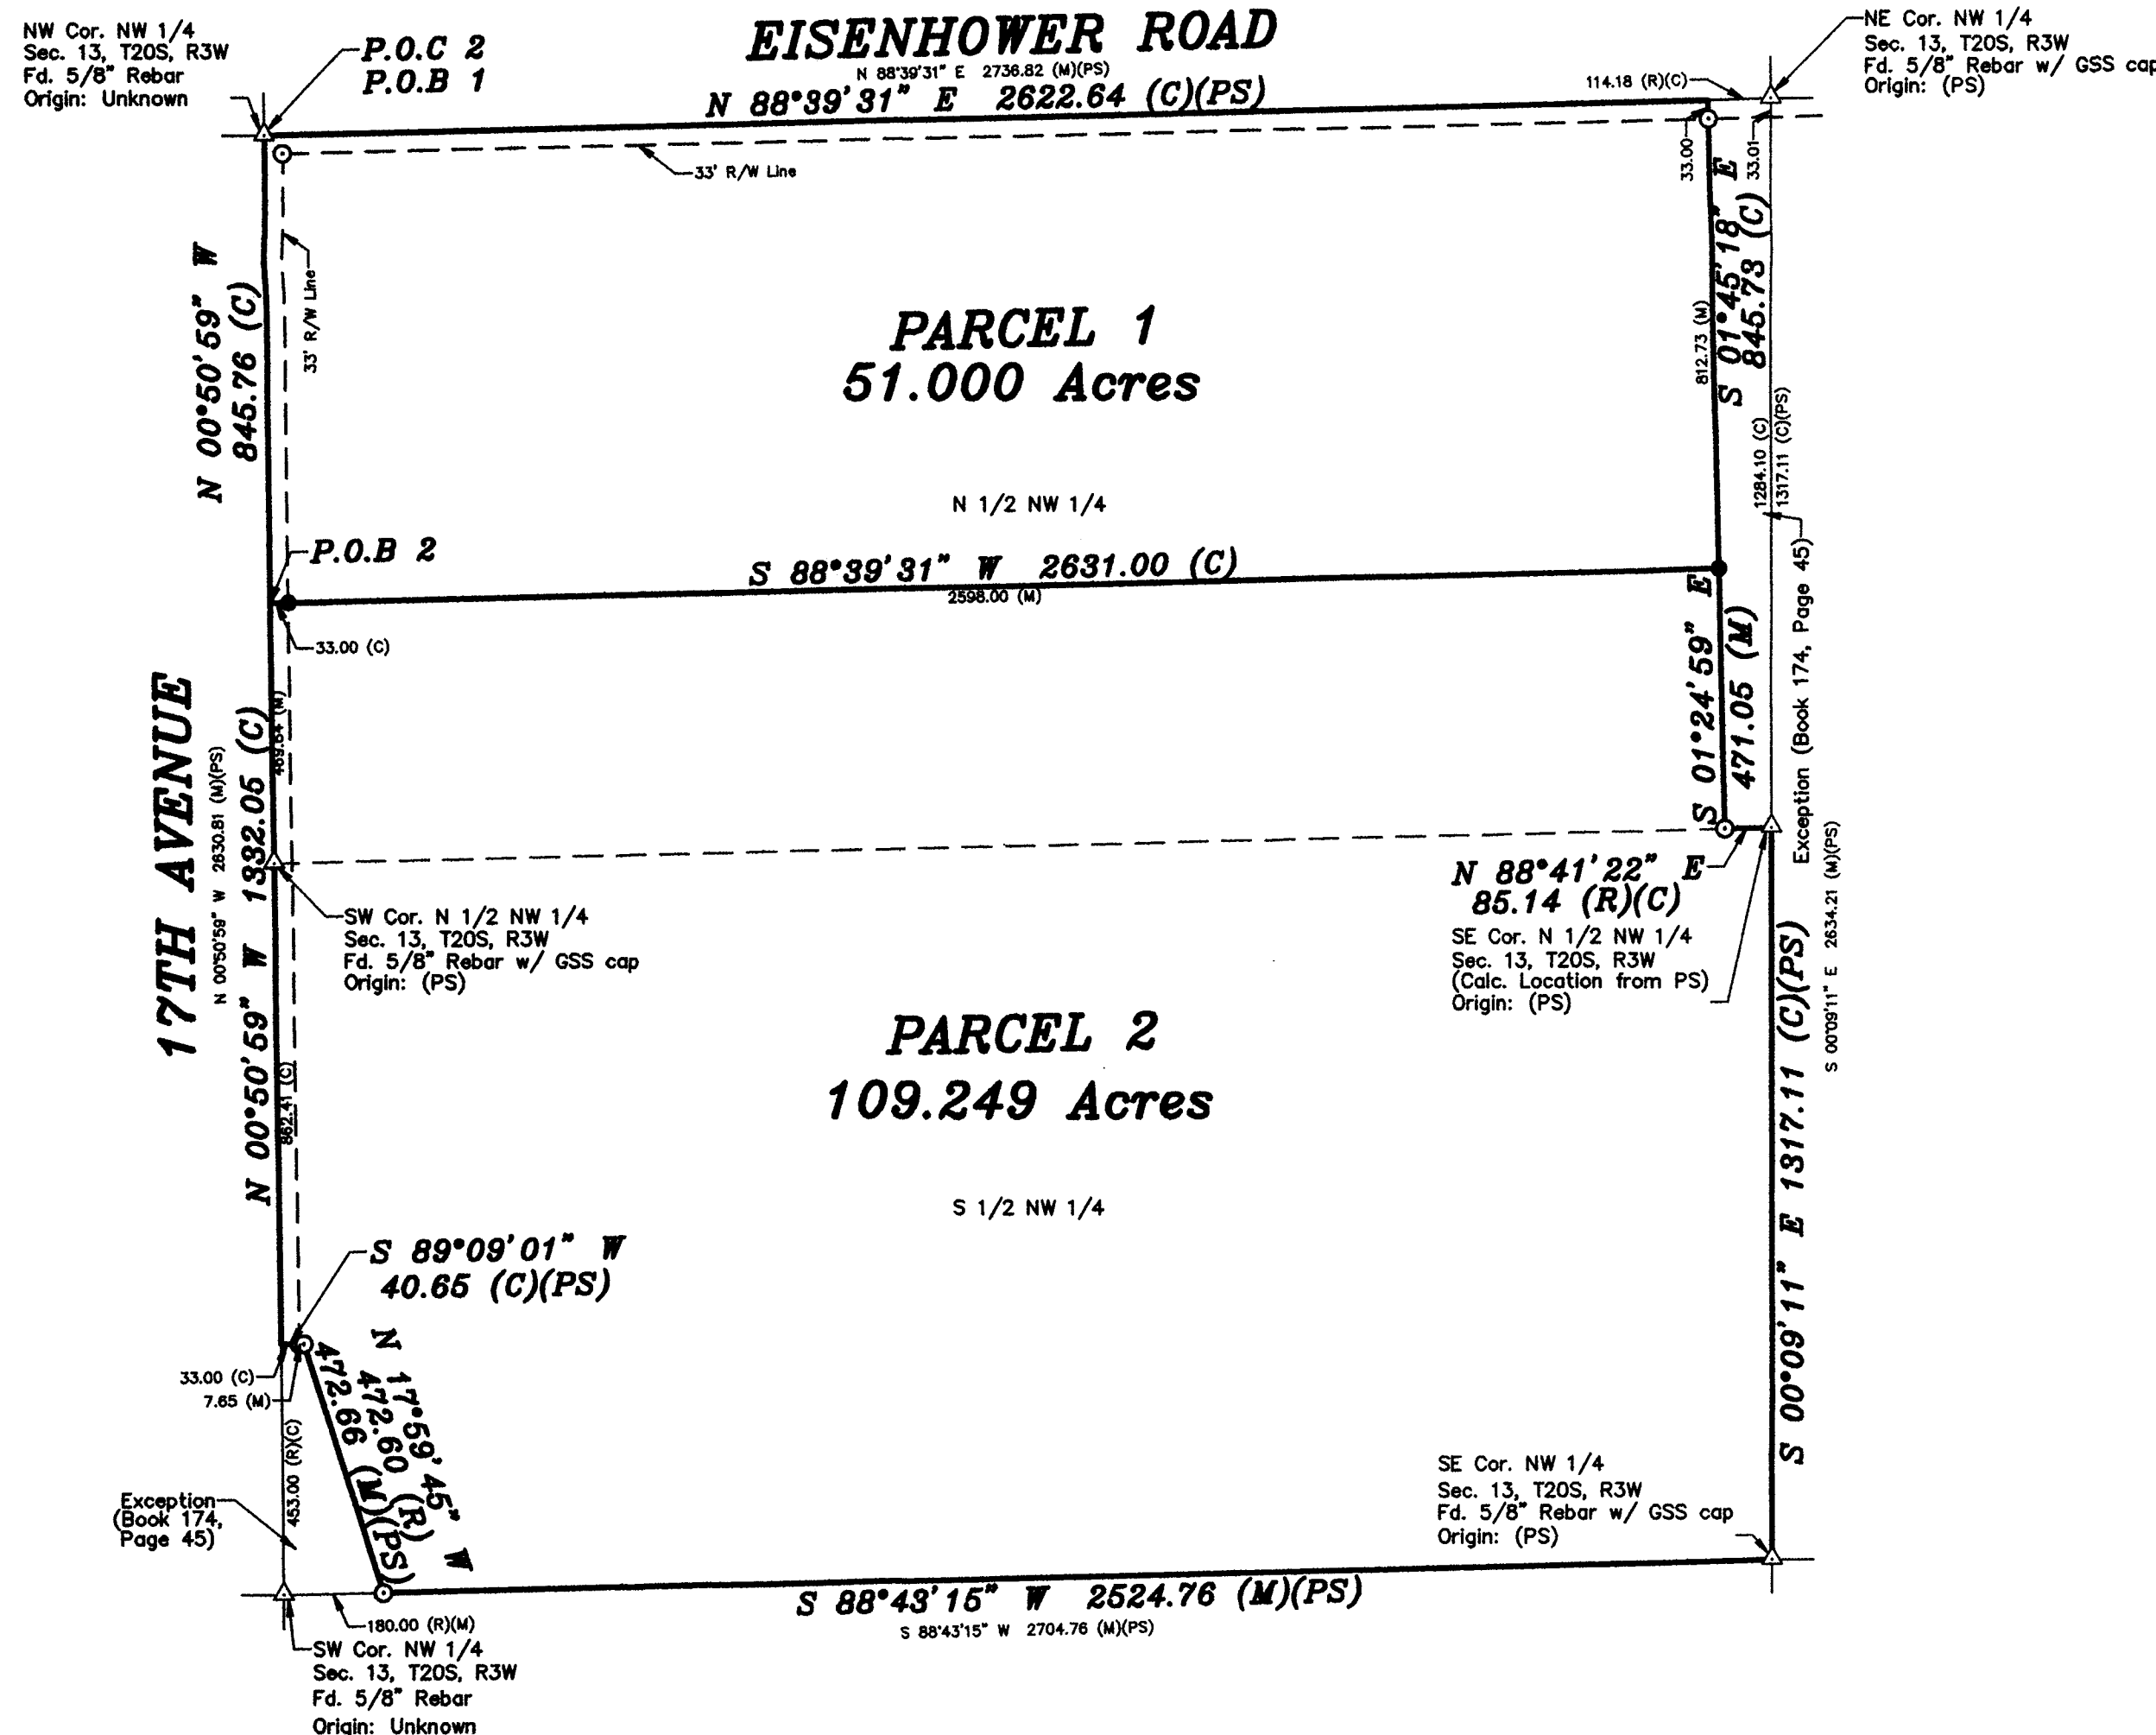 NW Cor. NW 1/4
Sec. 13, T20S, R3W
Fd. 5/8" Rebar
Origin: Unknown
P.O.C 2
P.O.B 1
EISENHOWER ROAD
N 88°39'31" E 2736.82 (M)(PS)
N 88°39'31" E 2622.64 (C)(PS)
114.18 (R)(C)
NE Cor. NW 1/4
Sec. 13, T20S, R3W
Fd. 5/8" Rebar w/ GSS cap
Origin: (PS)
33' R/W Line
33.00
33.01
S 01°45'18" E
845.73 (C)
812.73 (M)
N 00°50'59" W
845.76 (C)
33' R/W Line
PARCEL 1
51.000 Acres
N 1/2 NW 1/4
1284.10 (C)
1317.11 (C)(PS)
Exception (Book 174, Page 45)
P.O.B 2
S 88°39'31" W 2631.00 (C)
2598.00 (M)
33.00 (C)
S 01°24'59" E
471.05 (M)
17TH AVENUE
N 00°50'59" W 2630.81 (M)(PS)
N 00°50'59" W 1332.05 (C)
469.64 (M)
862.41 (C)
SW Cor. N 1/2 NW 1/4
Sec. 13, T20S, R3W
Fd. 5/8" Rebar w/ GSS cap
Origin: (PS)
N 88°41'22" E
85.14 (R)(C)
SE Cor. N 1/2 NW 1/4
Sec. 13, T20S, R3W
(Calc. Location from PS)
Origin: (PS)
S 00°09'11" E 2634.21 (M)(PS)
S 00°09'11" E 1317.11 (C)(PS)
PARCEL 2
109.249 Acres
S 1/2 NW 1/4
S 89°09'01" W
40.65 (C)(PS)
33.00 (C)
7.65 (M)
N 17°59'45" W
472.60 (R)
472.66 (M)(PS)
453.00 (R)(C)
Exception
(Book 174,
Page 45)
SE Cor. NW 1/4
Sec. 13, T20S, R3W
Fd. 5/8" Rebar w/ GSS cap
Origin: (PS)
S 88°43'15" W 2524.76 (M)(PS)
S 88°43'15" W 2704.76 (M)(PS)
180.00 (R)(M)
SW Cor. NW 1/4
Sec. 13, T20S, R3W
Fd. 5/8" Rebar
Origin: Unknown